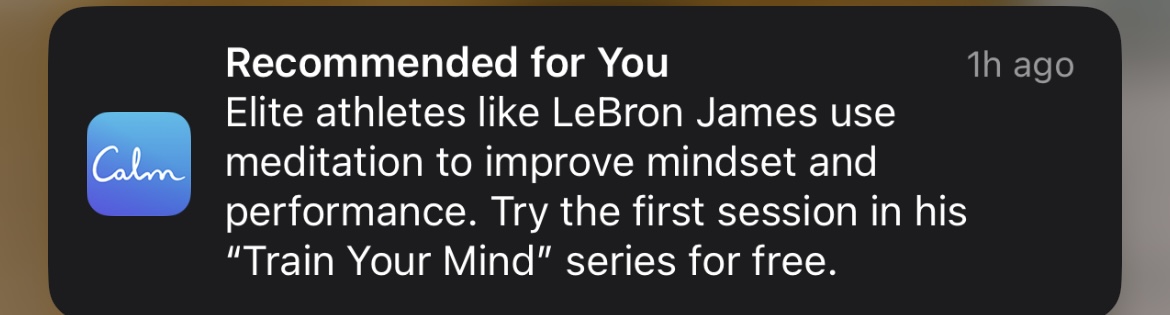 Recommended for You
1h ago
Calm
Elite athletes like LeBron James use
meditation to improve mindset and
performance. Try the first session in his
“Train Your Mind” series for free.